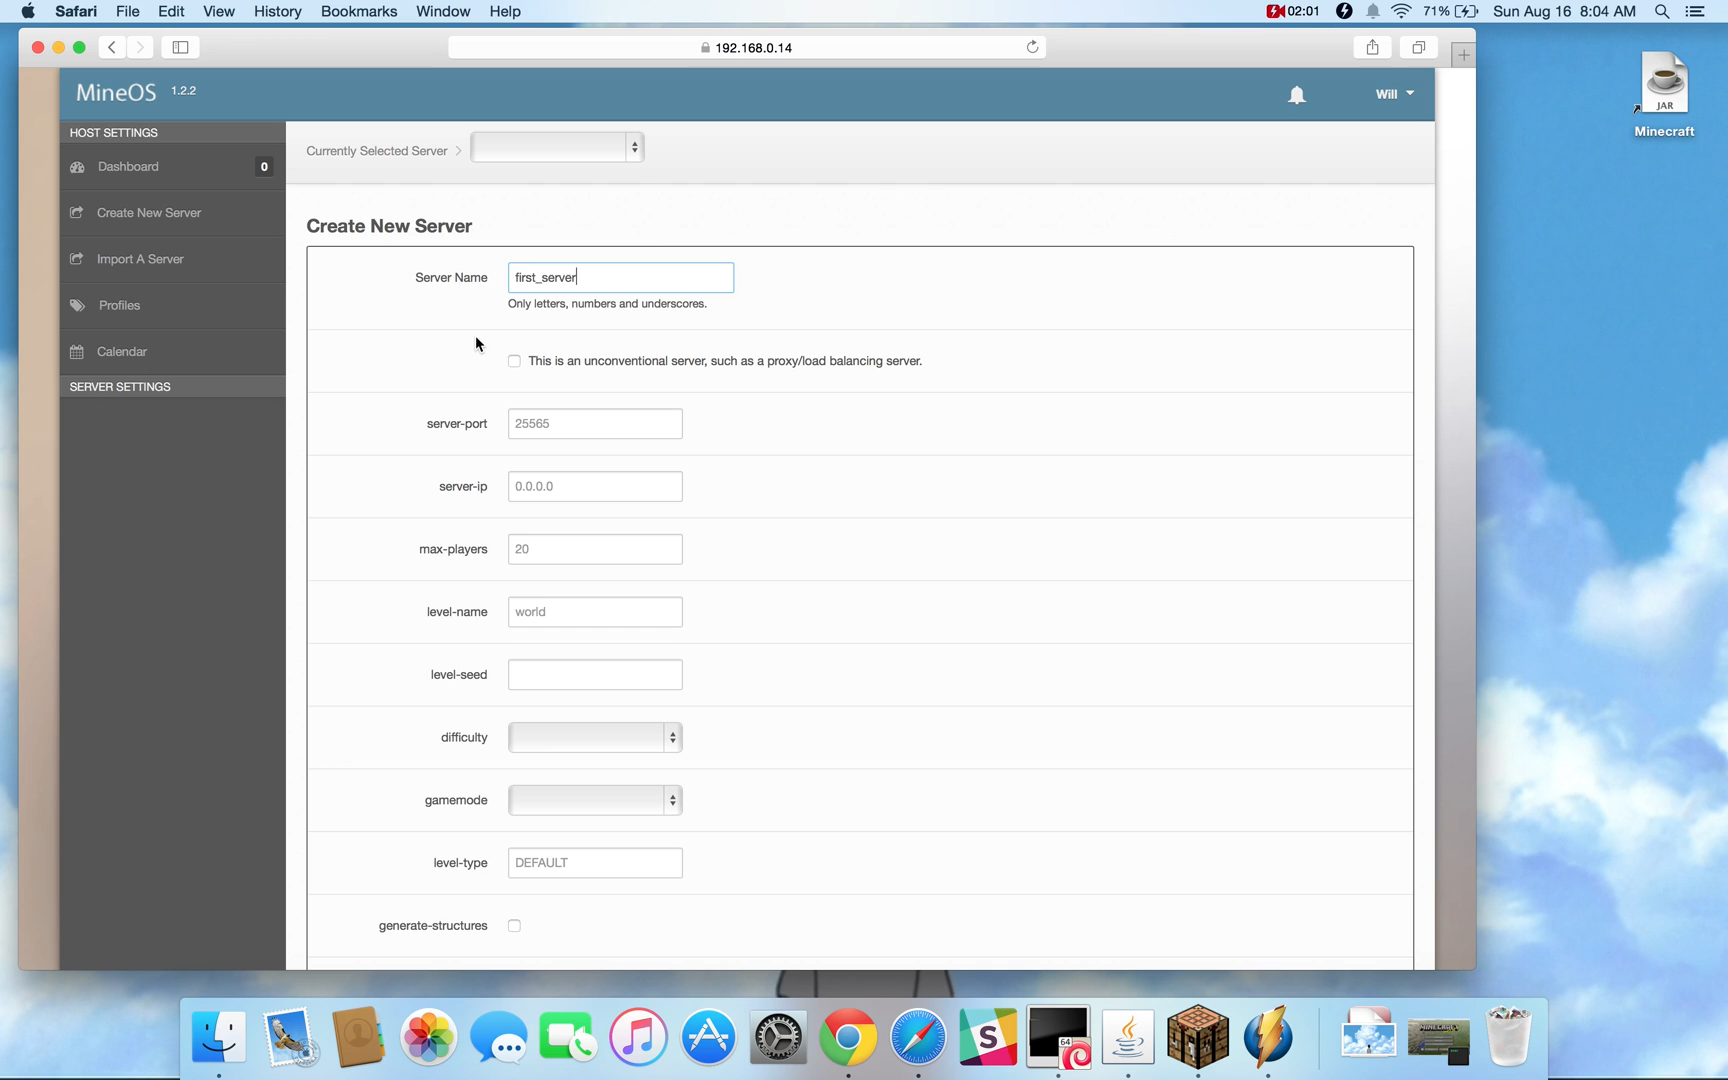 Safari File Edit View History Bookmarks Window Help 02:01 71% Sun Aug 16 8:04 AM
192.168.0.14
JAR
Minecraft
MineOS 1.2.2
Will
HOST SETTINGS
Dashboard 0
Create New Server
Import A Server
Profiles
Calendar
SERVER SETTINGS
Currently Selected Server
Create New Server
Server Name first_server
Only letters, numbers and underscores.
This is an unconventional server, such as a proxy/load balancing server.
server-port 25565
server-ip 0.0.0.0
max-players 20
level-name world
level-seed
difficulty
gamemode
level-type DEFAULT
generate-structures
S
64
MINECRAFT